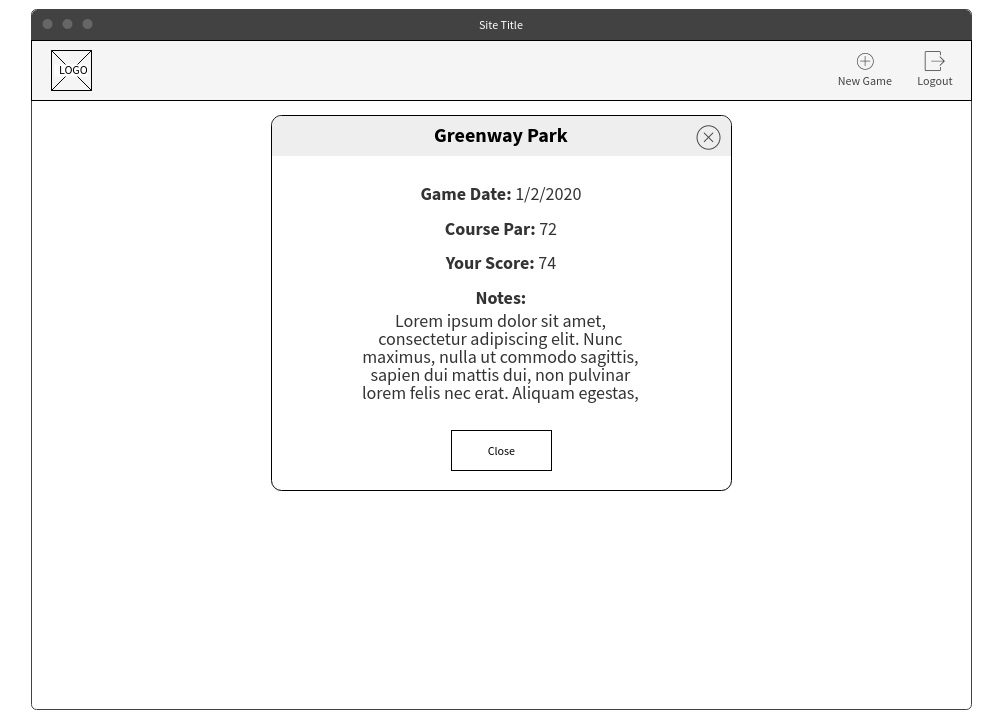 Site Title
LOGO
New Game
Logout
Greenway Park
Game Date: 1/2/2020
Course Par: 72
Your Score: 74
Notes:
Lorem ipsum dolor sit amet,
consectetur adipiscing elit. Nunc
maximus, nulla ut commodo sagittis,
sapien dui mattis dui, non pulvinar
lorem felis nec erat. Aliquam egestas,
Close